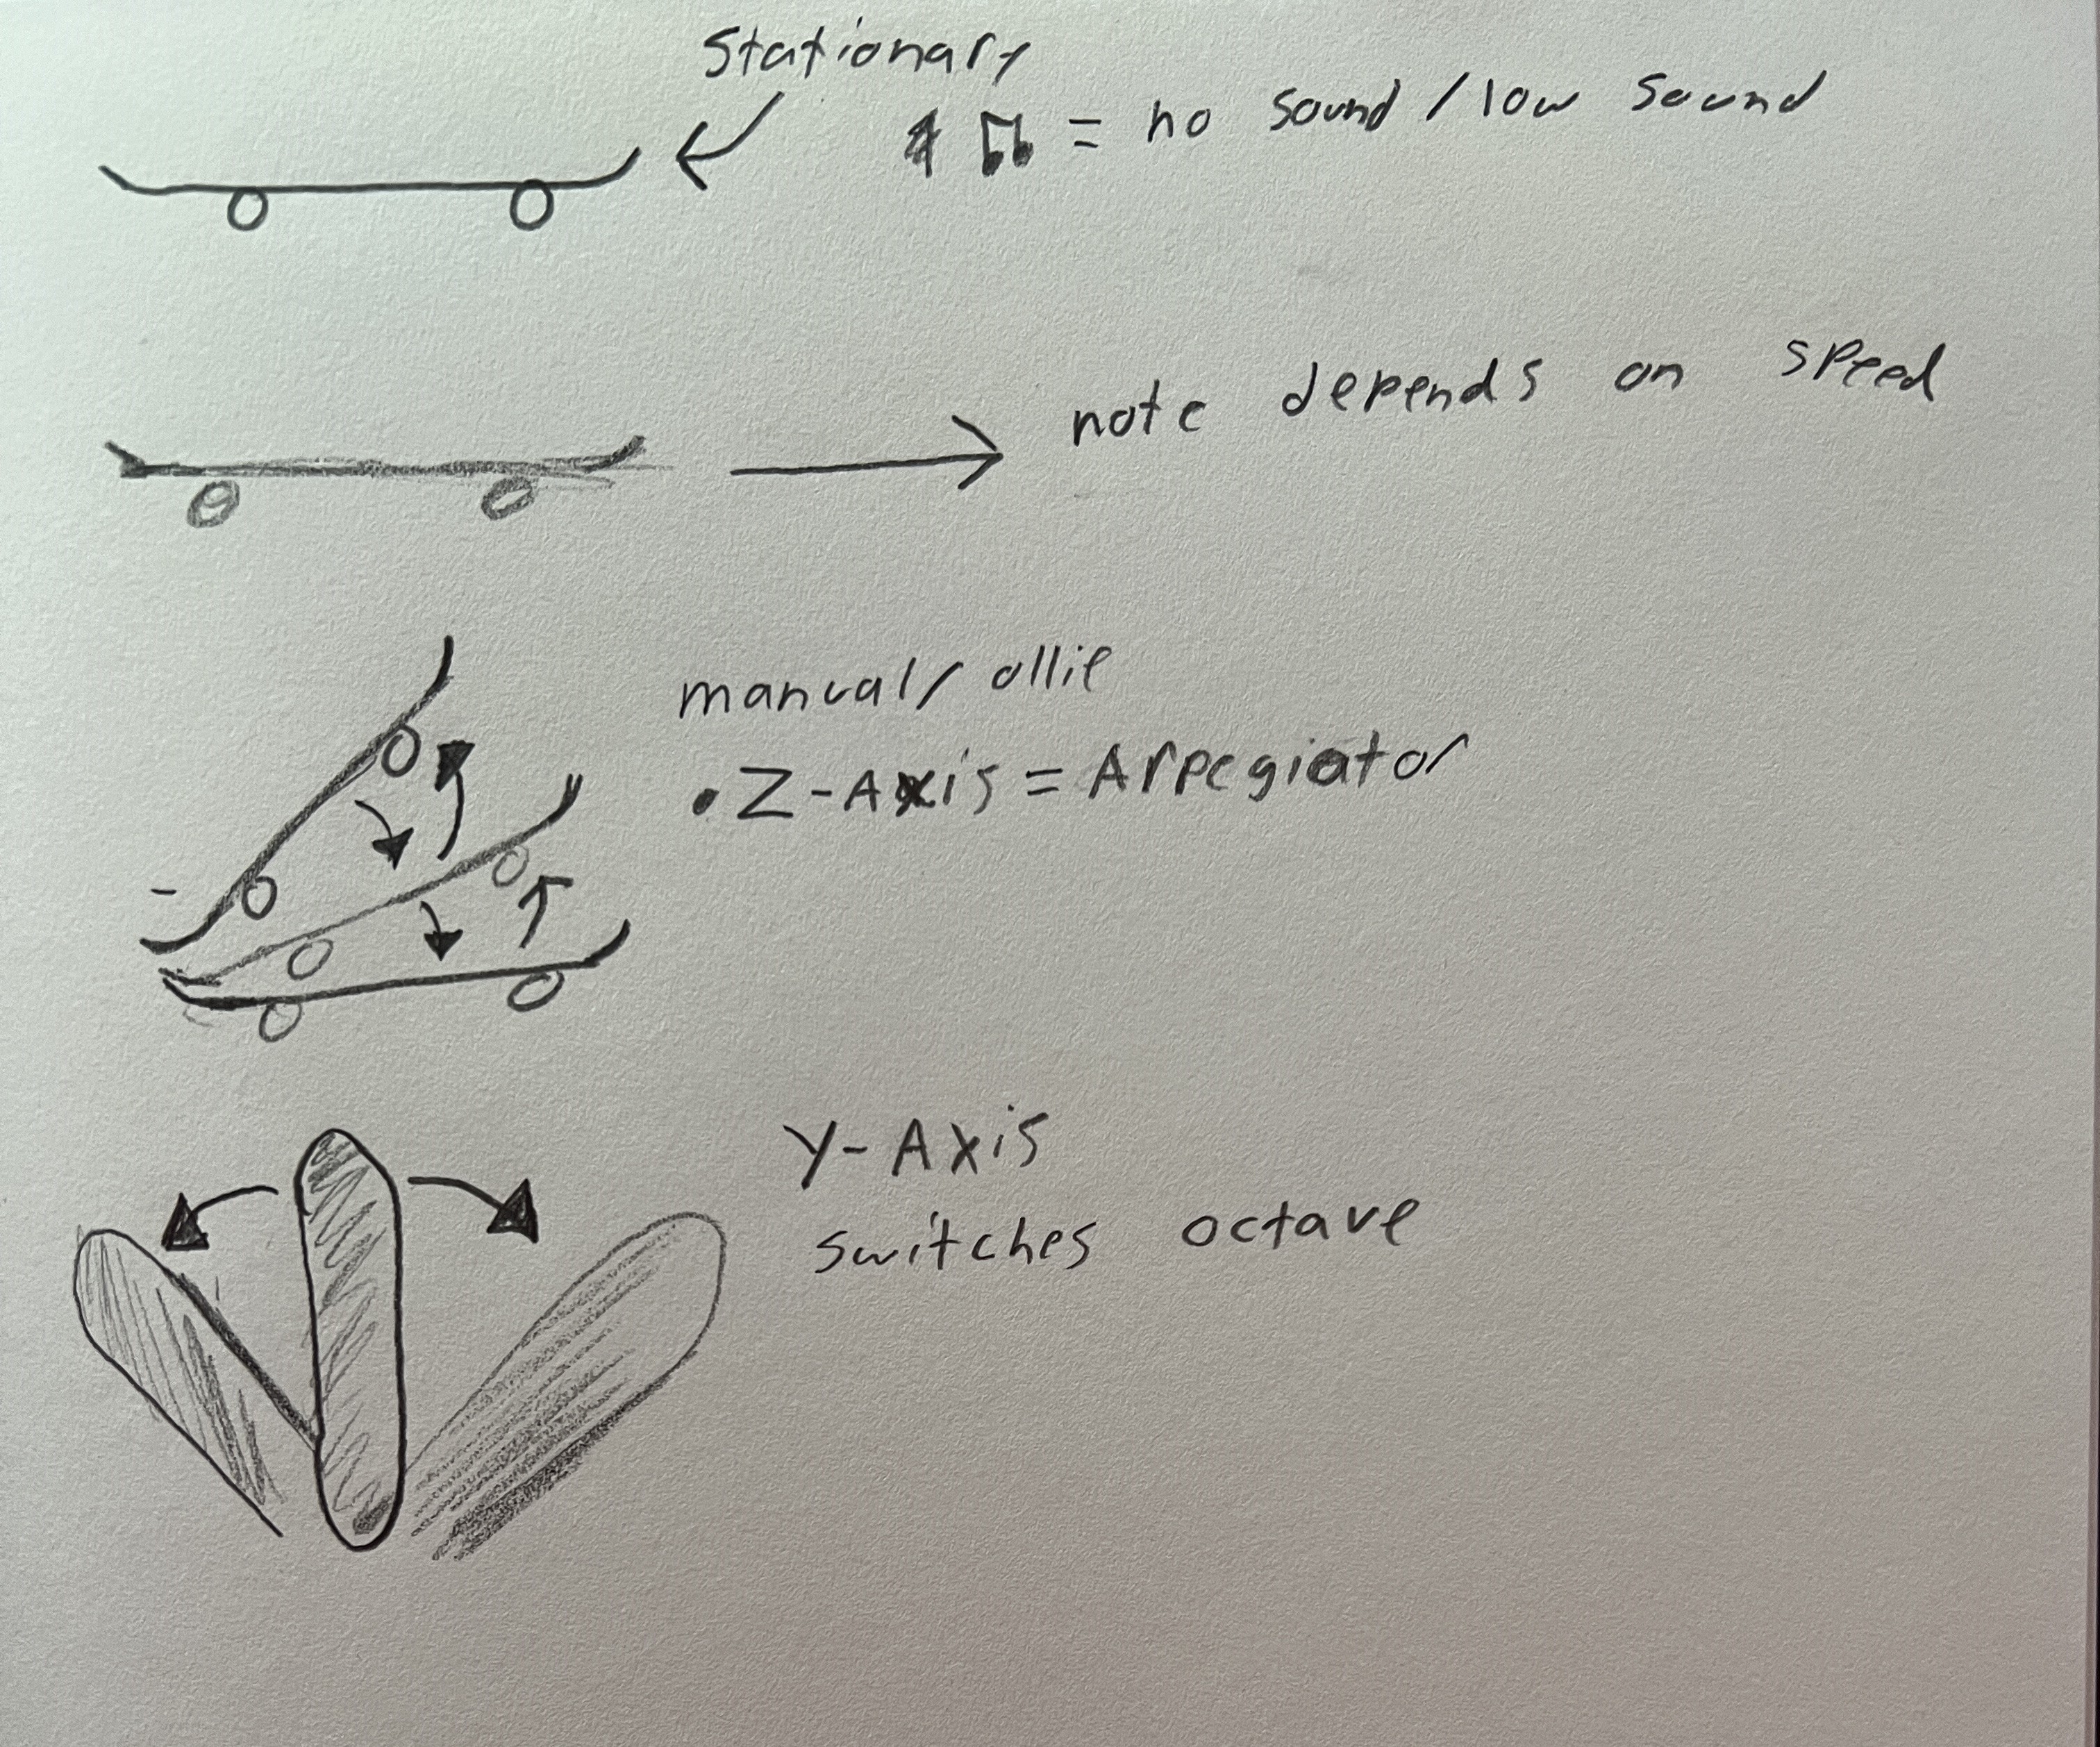 Stationary
♫ = no sound / low sound
note depends on speed
manual/ ollie
• Z-Axis = Arpegiator
Y-Axis
switches octave